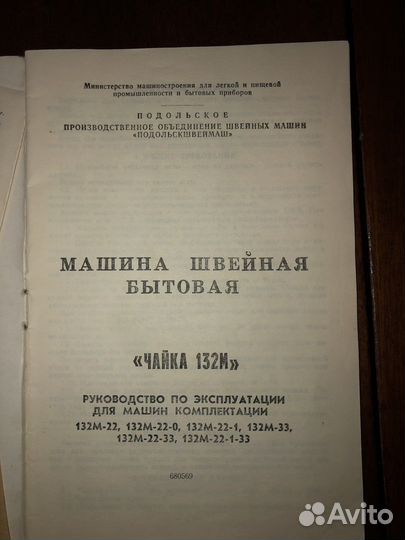 Министерство машиностроения для легкой и пищевой
промышленности и бытовых приборов
ПОДОЛЬСКОЕ
ПРОИЗВОДСТВЕННОЕ ОБЪЕДИНЕНИЕ ШВЕЙНЫХ МАШИН
«ПОДОЛЬСКШВЕЙМАШ»
МАШИНА ШВЕЙНАЯ
БЫТОВАЯ
«ЧАЙКА 132М»
РУКОВОДСТВО ПО ЭКСПЛУАТАЦИИ
ДЛЯ МАШИН КОМПЛЕКТАЦИИ
132М-22, 132М-22-0, 132М-22-1, 132М-33,
132М-22-33, 132М-22-1-33
680569
Avito